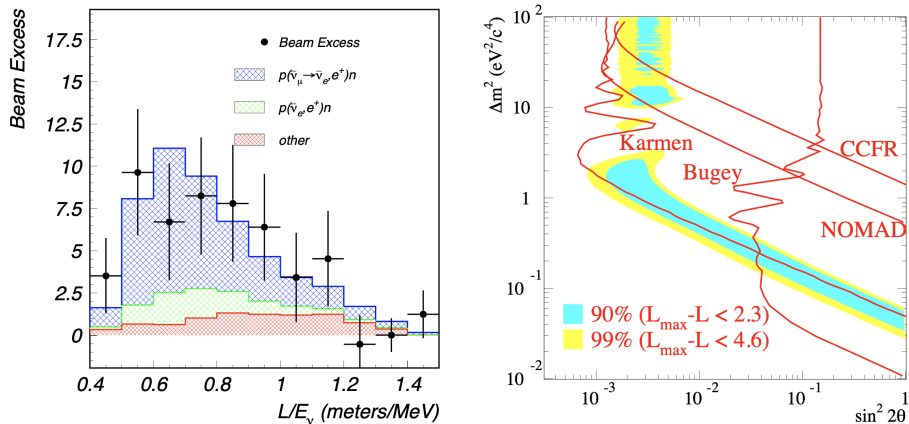 Beam Excess
17.5
15
12.5
10
7.5
5
2.5
0
0.4 0.6 0.8 1 1.2 1.4
L/Eν (meters/MeV)
Beam Excess
p(ν̄μ→ν̄e,e⁺)n
p(ν̄e,e⁺)n
other
Δm² (eV²/c⁴)
10²
10
1
10⁻¹
10⁻²
10⁻³ 10⁻² 10⁻¹ 1
sin² 2θ
Karmen
Bugey
CCFR
NOMAD
90% (Lmax-L < 2.3)
99% (Lmax-L < 4.6)